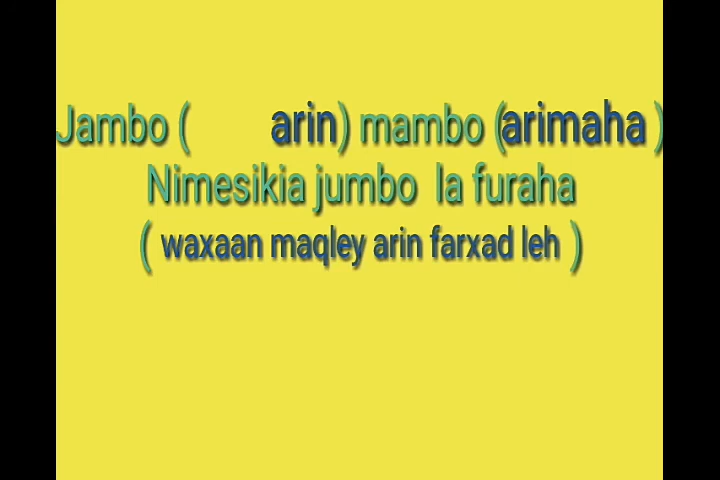 Jambo ( arin) mambo (arimaha )
Nimesikia jumbo la furaha
( waxaan maqley arin farxad leh )